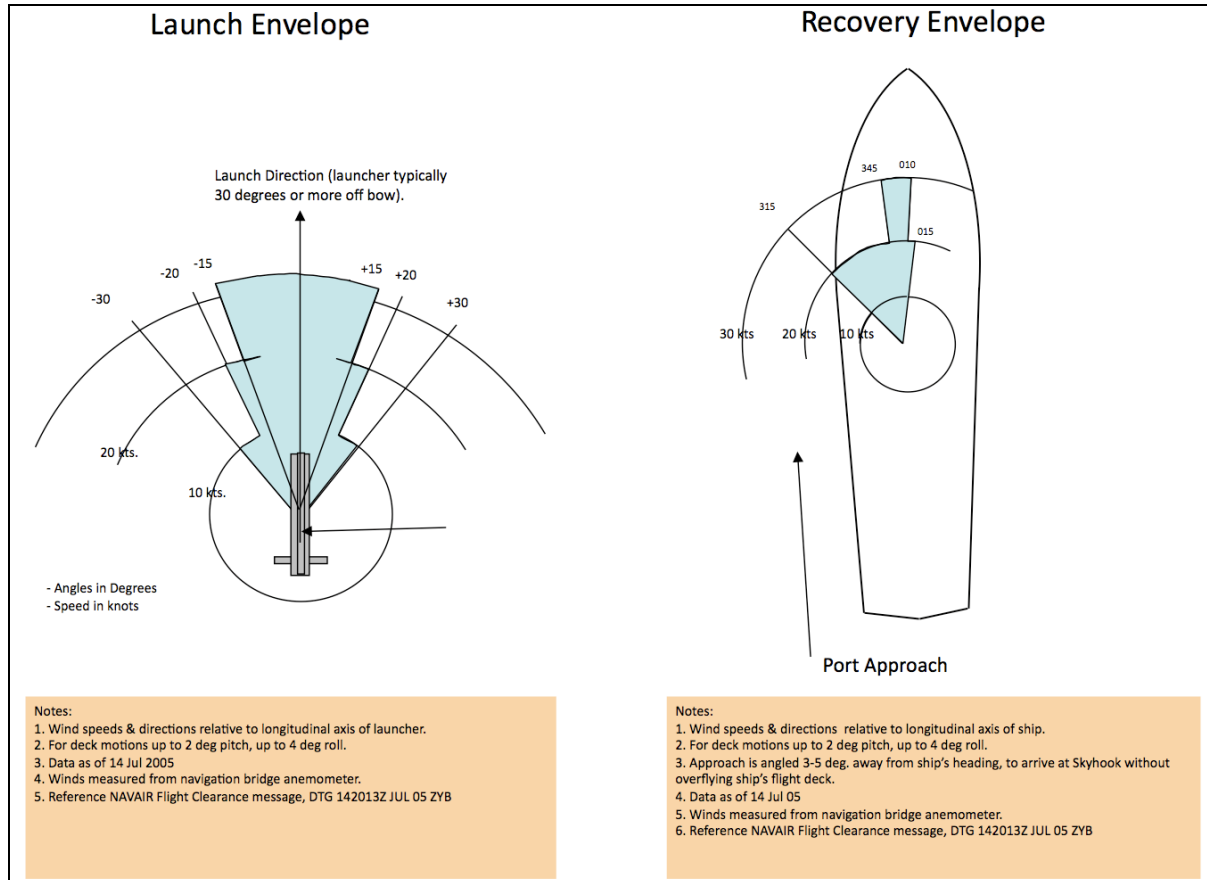 Launch Envelope
Launch Direction (launcher typically
30 degrees or more off bow).
-30
-20
-15
+15
+20
+30
20 kts.
10 kts.
- Angles in Degrees
- Speed in knots
Notes:
1. Wind speeds & directions relative to longitudinal axis of launcher.
2. For deck motions up to 2 deg pitch, up to 4 deg roll.
3. Data as of 14 Jul 2005
4. Winds measured from navigation bridge anemometer.
5. Reference NAVAIR Flight Clearance message, DTG 142013Z JUL 05 ZYB
Recovery Envelope
345
010
315
015
30 kts
20 kts
10 kts
Port Approach
Notes:
1. Wind speeds & directions relative to longitudinal axis of ship.
2. For deck motions up to 2 deg pitch, up to 4 deg roll.
3. Approach is angled 3-5 deg. away from ship's heading, to arrive at Skyhook without
overflying ship's flight deck.
4. Data as of 14 Jul 05
5. Winds measured from navigation bridge anemometer.
6. Reference NAVAIR Flight Clearance message, DTG 142013Z JUL 05 ZYB